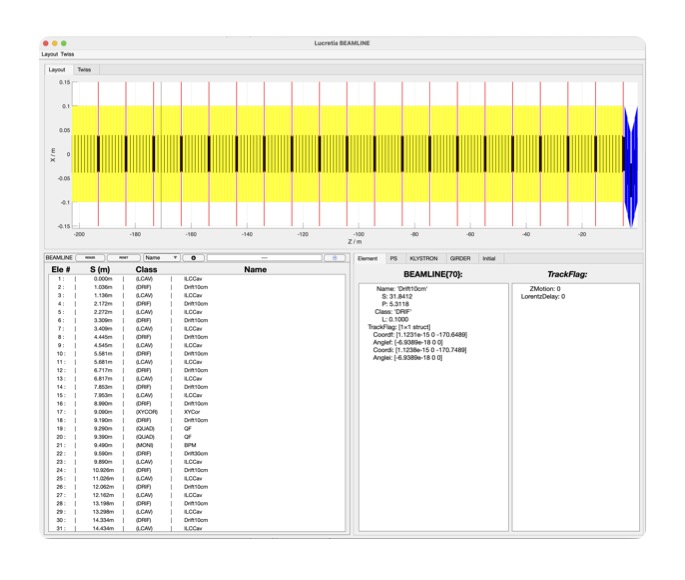 Lucretia BEAMLINE
Layout Twiss
Layout Twiss
0.15
0.1
0.05
0
-0.05
-0.1
-0.15
X / m
-200 -180 -160 -140 -120 -100 -80 -60 -40 -20
Z / m
BEAMLINE Name
Ele # S (m) Class Name
1 : | 0.000m | (LCAV) | ILCCav
2 : | 1.036m | (DRIF) | Drift10cm
3 : | 1.136m | (LCAV) | ILCCav
4 : | 2.172m | (DRIF) | Drift10cm
5 : | 2.272m | (LCAV) | ILCCav
6 : | 3.309m | (DRIF) | Drift10cm
7 : | 3.409m | (LCAV) | ILCCav
8 : | 4.445m | (DRIF) | Drift10cm
9 : | 4.545m | (LCAV) | ILCCav
10 : | 5.581m | (DRIF) | Drift10cm
11 : | 5.681m | (LCAV) | ILCCav
12 : | 6.717m | (DRIF) | Drift10cm
13 : | 6.817m | (LCAV) | ILCCav
14 : | 7.853m | (DRIF) | Drift10cm
15 : | 7.953m | (LCAV) | ILCCav
16 : | 8.990m | (DRIF) | Drift10cm
17 : | 9.090m | (XYCOR) | XYCor
18 : | 9.190m | (DRIF) | Drift10cm
19 : | 9.290m | (QUAD) | QF
20 : | 9.390m | (QUAD) | QF
21 : | 9.490m | (MONI) | BPM
22 : | 9.590m | (DRIF) | Drift30cm
23 : | 9.890m | (LCAV) | ILCCav
24 : | 10.926m | (DRIF) | Drift10cm
25 : | 11.026m | (LCAV) | ILCCav
26 : | 12.062m | (DRIF) | Drift10cm
27 : | 12.162m | (LCAV) | ILCCav
28 : | 13.198m | (DRIF) | Drift10cm
29 : | 13.298m | (LCAV) | ILCCav
30 : | 14.334m | (DRIF) | Drift10cm
31 : | 14.434m | (LCAV) | ILCCav
Element PS KLYSTRON GIRDER Initial
BEAMLINE{70}:
Name: 'Drift10cm'
S: 31.8412
P: 5.3118
Class: 'DRIF'
L: 0.1000
TrackFlag: [1×1 struct]
Coordf: [1.1231e-15 0 -170.6489]
Anglef: [-6.9389e-18 0 0]
Coordi: [1.1238e-15 0 -170.7489]
Anglei: [-6.9389e-18 0 0]
TrackFlag:
ZMotion: 0
LorentzDelay: 0